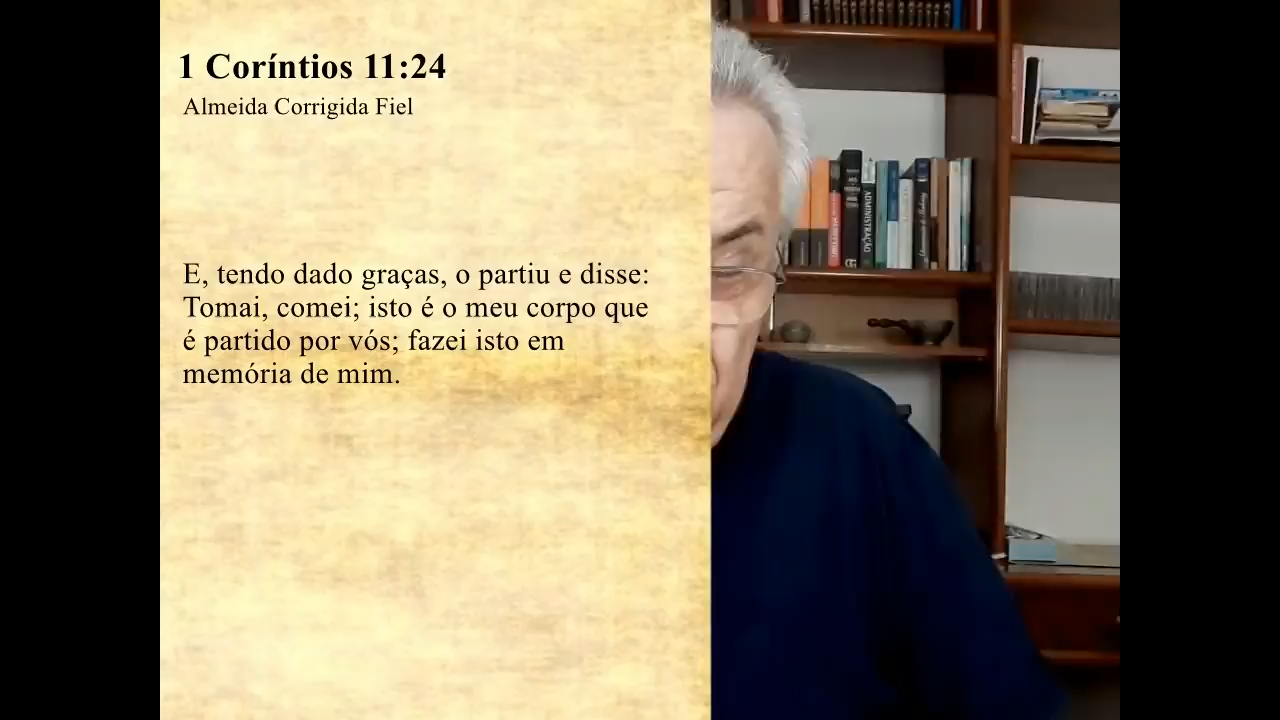 1 Coríntios 11:24
Almeida Corrigida Fiel
E, tendo dado graças, o partiu e disse:
Tomai, comei; isto é o meu corpo que
é partido por vós; fazei isto em
memória de mim.
ADMINISTRAÇÃO